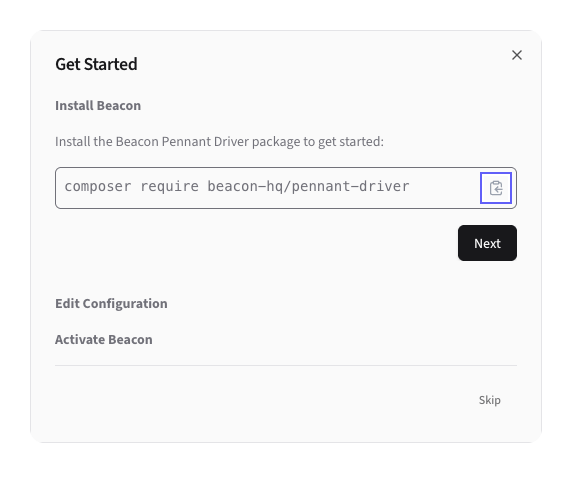 Get Started
Install Beacon
Install the Beacon Pennant Driver package to get started:
composer require beacon-hq/pennant-driver
Next
Edit Configuration
Activate Beacon
Skip